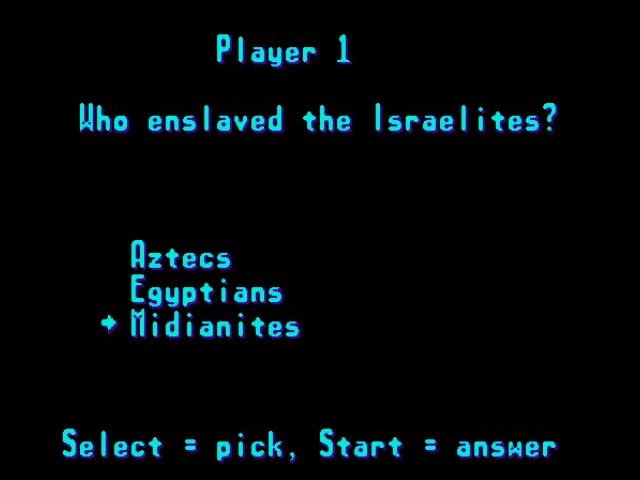 Player 1
Who enslaved the Israelites?
Aztecs
Egyptians
Midianites
Select = pick, Start = answer